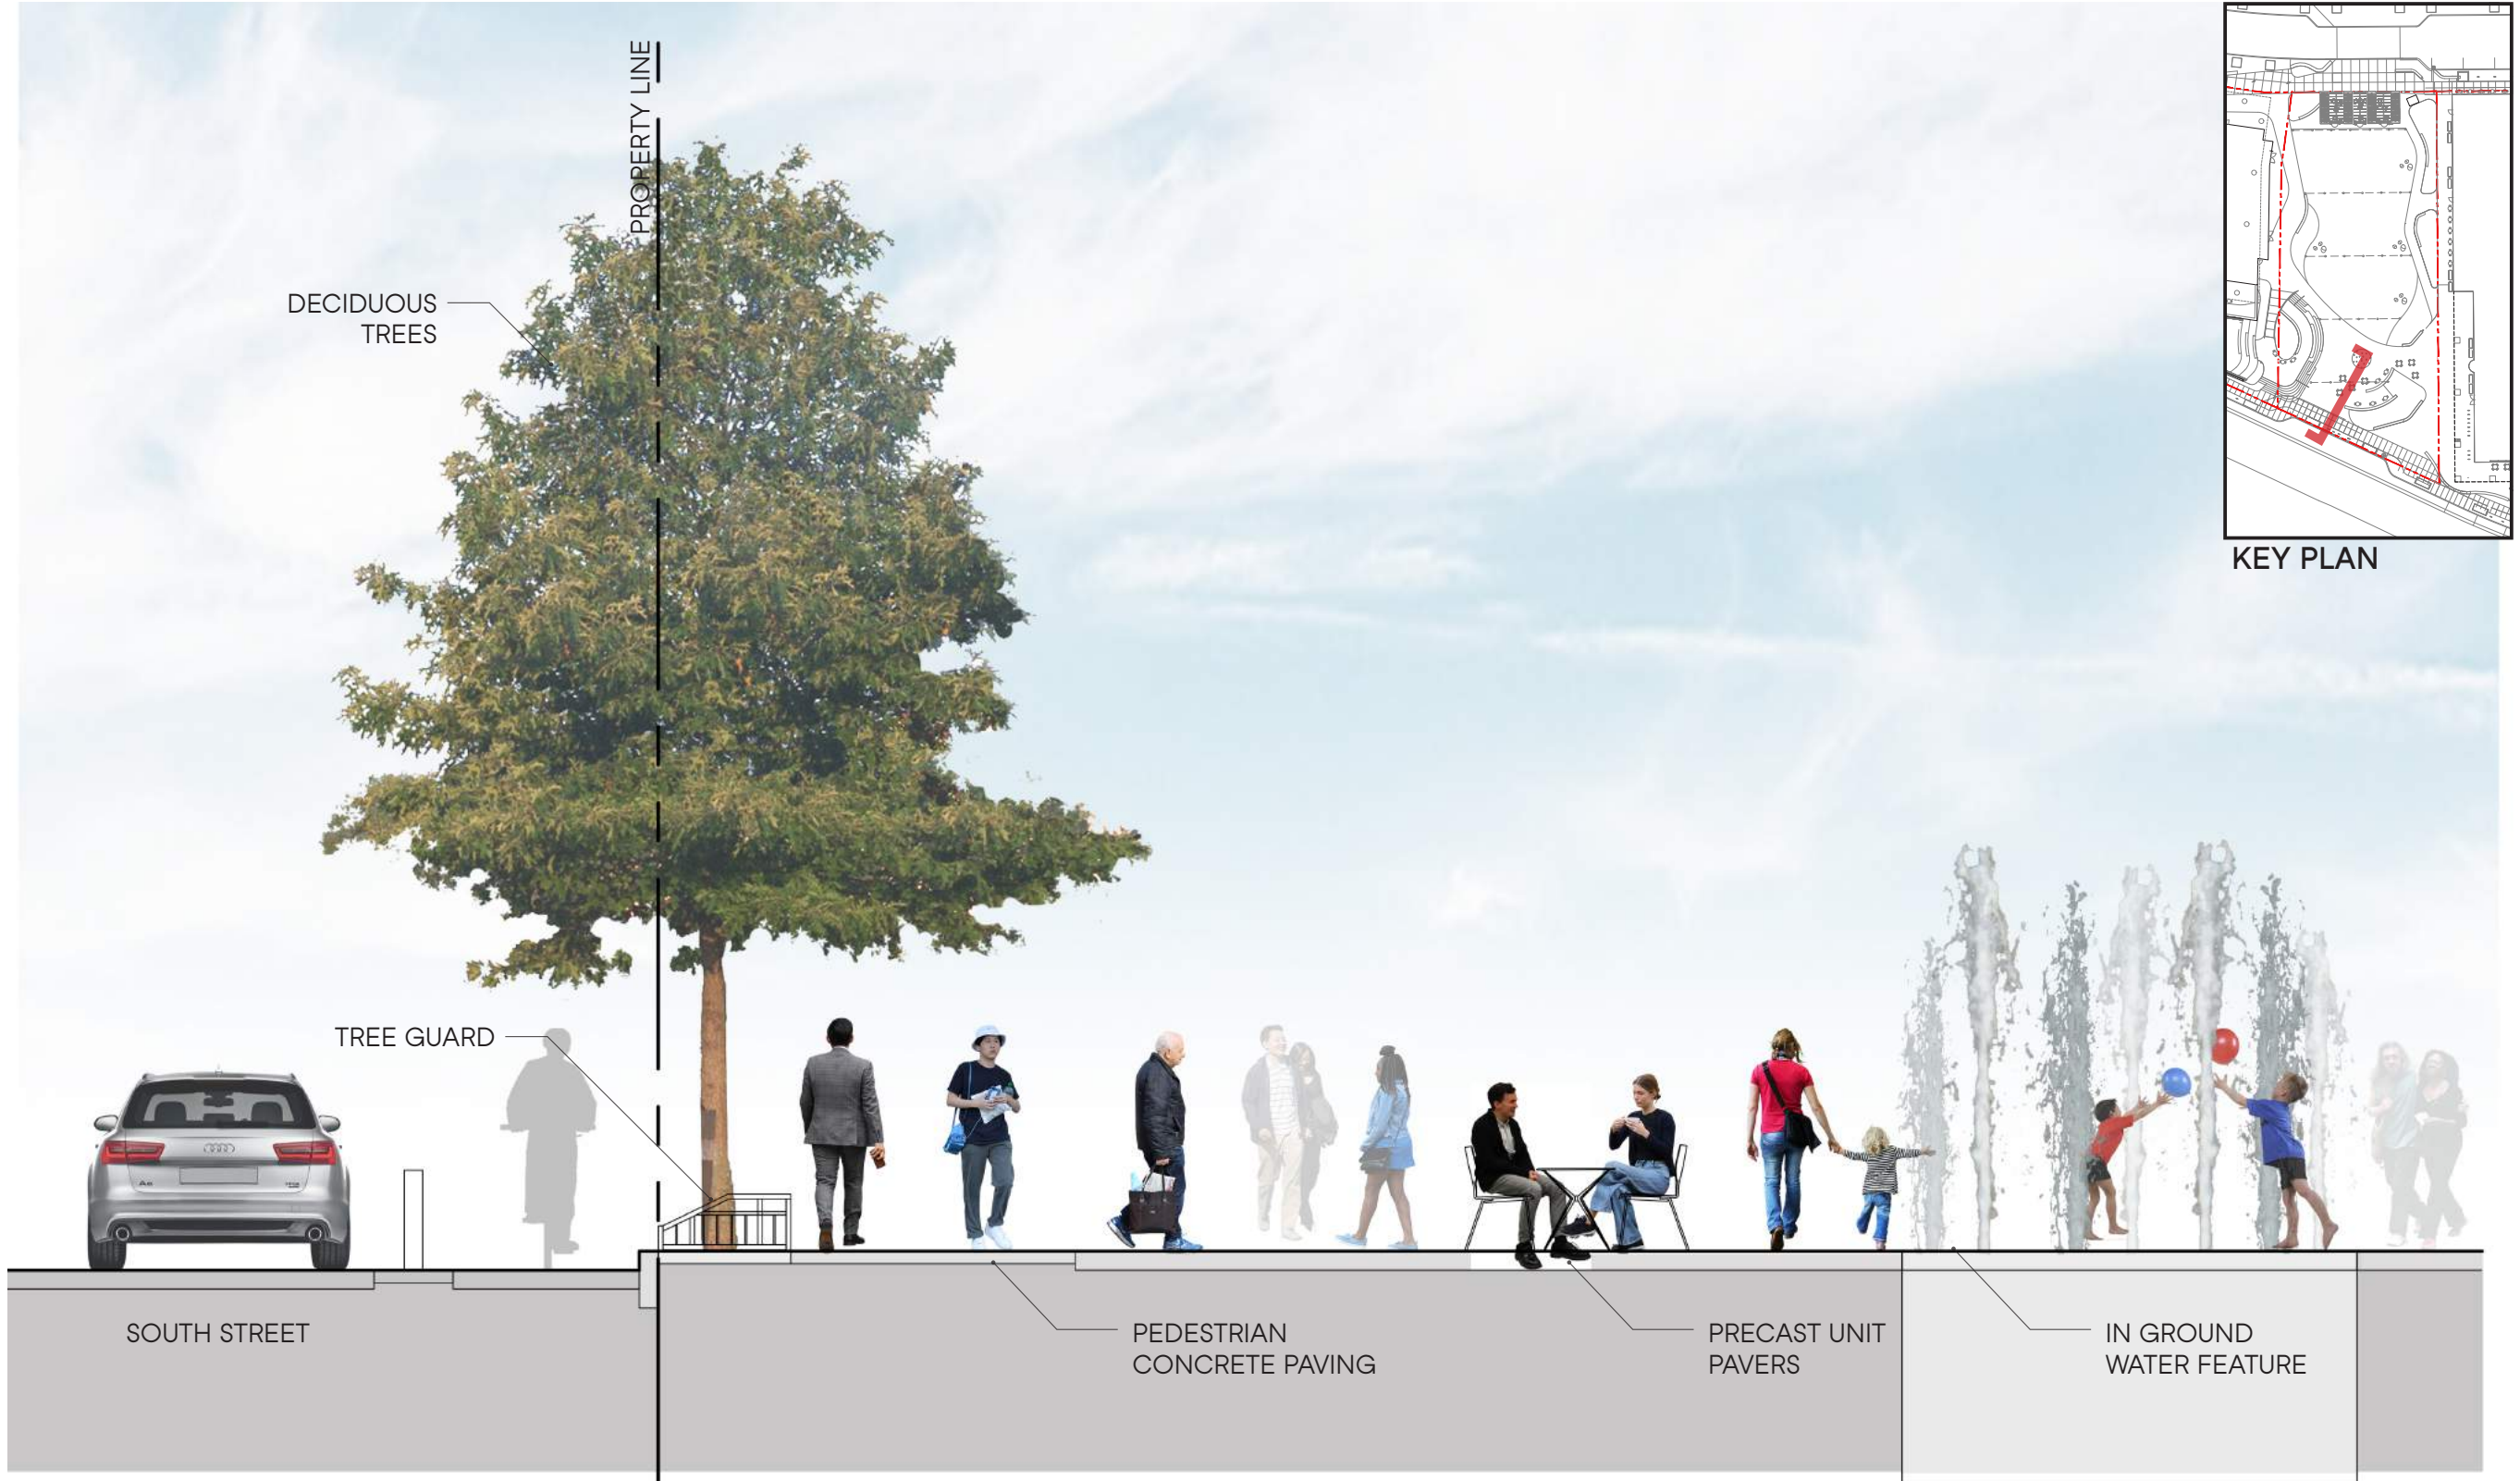 PROPERTY LINE
DECIDUOUS
TREES
KEY PLAN
TREE GUARD
SOUTH STREET
PEDESTRIAN
CONCRETE PAVING
PRECAST UNIT
PAVERS
IN GROUND
WATER FEATURE